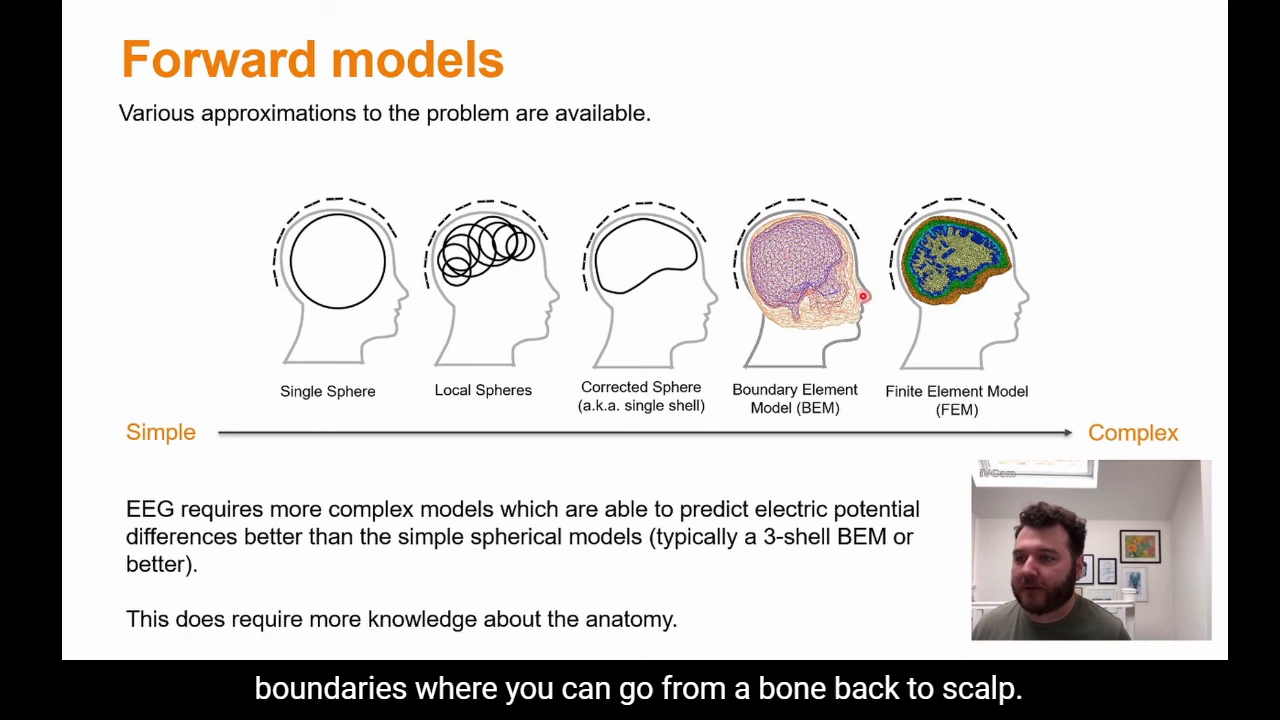 Forward models
Various approximations to the problem are available.
Single Sphere
Local Spheres
Corrected Sphere
(a.k.a. single shell)
Boundary Element
Model (BEM)
Finite Element Model
(FEM)
Simple
Complex
EEG requires more complex models which are able to predict electric potential
differences better than the simple spherical models (typically a 3-shell BEM or
better).
This does require more knowledge about the anatomy.
boundaries where you can go from a bone back to scalp.